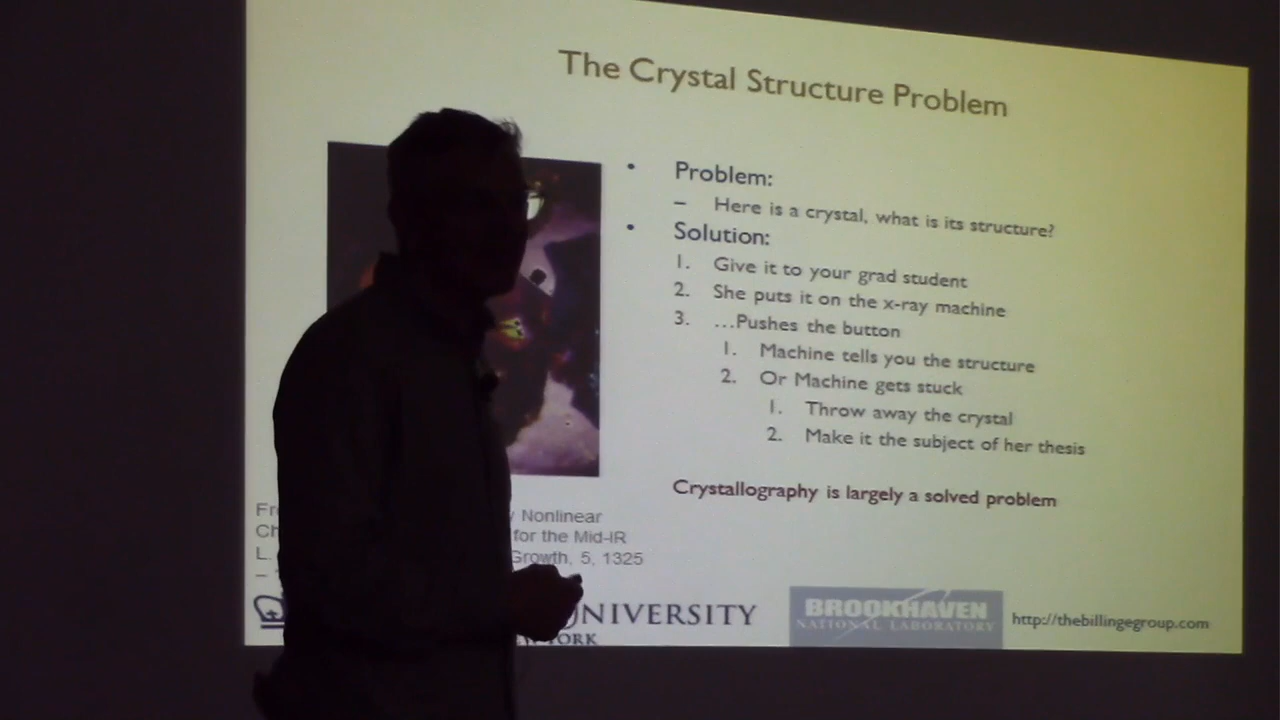 The Crystal Structure Problem
• Problem:
– Here is a crystal, what is its structure?
• Solution:
1. Give it to your grad student
2. She puts it on the x-ray machine
3. …Pushes the button
1. Machine tells you the structure
2. Or Machine gets stuck
1. Throw away the crystal
2. Make it the subject of her thesis
Crystallography is largely a solved problem
Nonlinear
for the Mid-IR
L. Growth, 5, 1325
–
NIVERSITY
ORK
BROOKHAVEN
NATIONAL LABORATORY
http://thebillingegroup.com